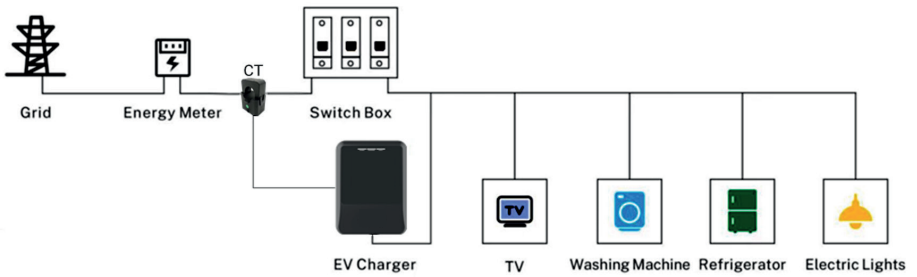 CT
Grid
Energy Meter
Switch Box
TV
EV Charger
TV
Washing Machine
Refrigerator
Electric Lights